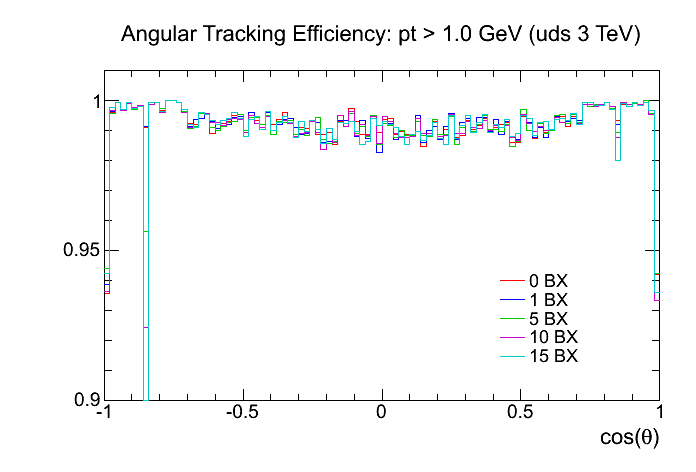 Angular Tracking Efficiency: pt > 1.0 GeV (uds 3 TeV)
1
0.95
0 BX
1 BX
5 BX
10 BX
15 BX
0.9
-1 -0.5 0 0.5 1
cos(θ)